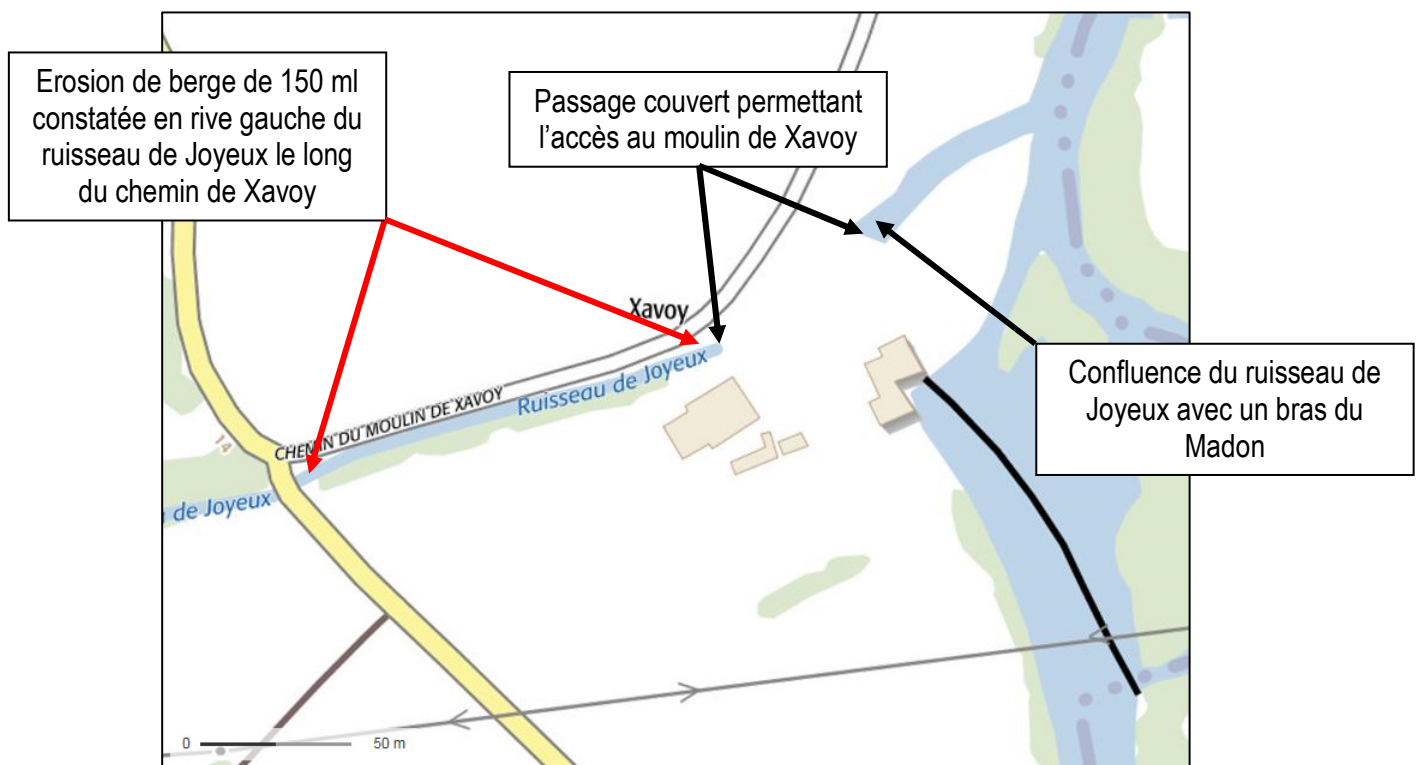 Erosion de berge de 150 ml
constatée en rive gauche du
ruisseau de Joyeux le long
du chemin de Xavoy
Passage couvert permettant
l’accès au moulin de Xavoy
Xavoy
Confluence du ruisseau de
Joyeux avec un bras du
Madon
Ruisseau de Joyeux
CHEMIN DU MOULIN DE XAVOY
14
de Joyeux
0 50 m